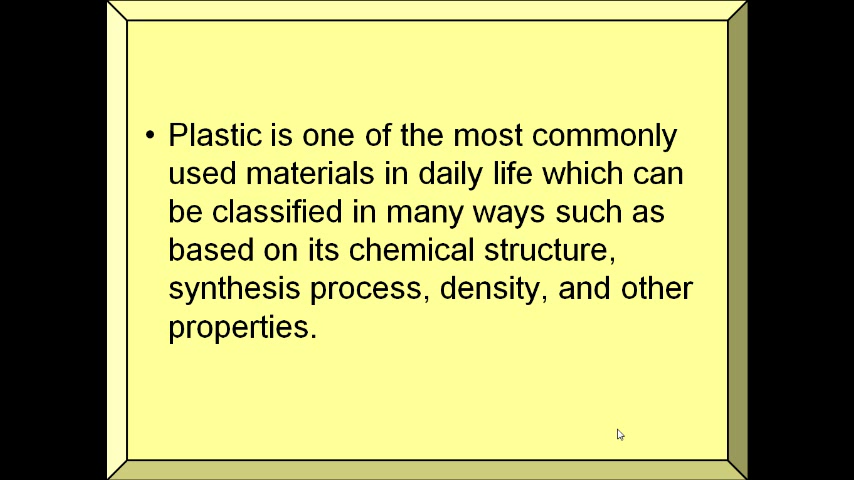 • Plastic is one of the most commonly
used materials in daily life which can
be classified in many ways such as
based on its chemical structure,
synthesis process, density, and other
properties.